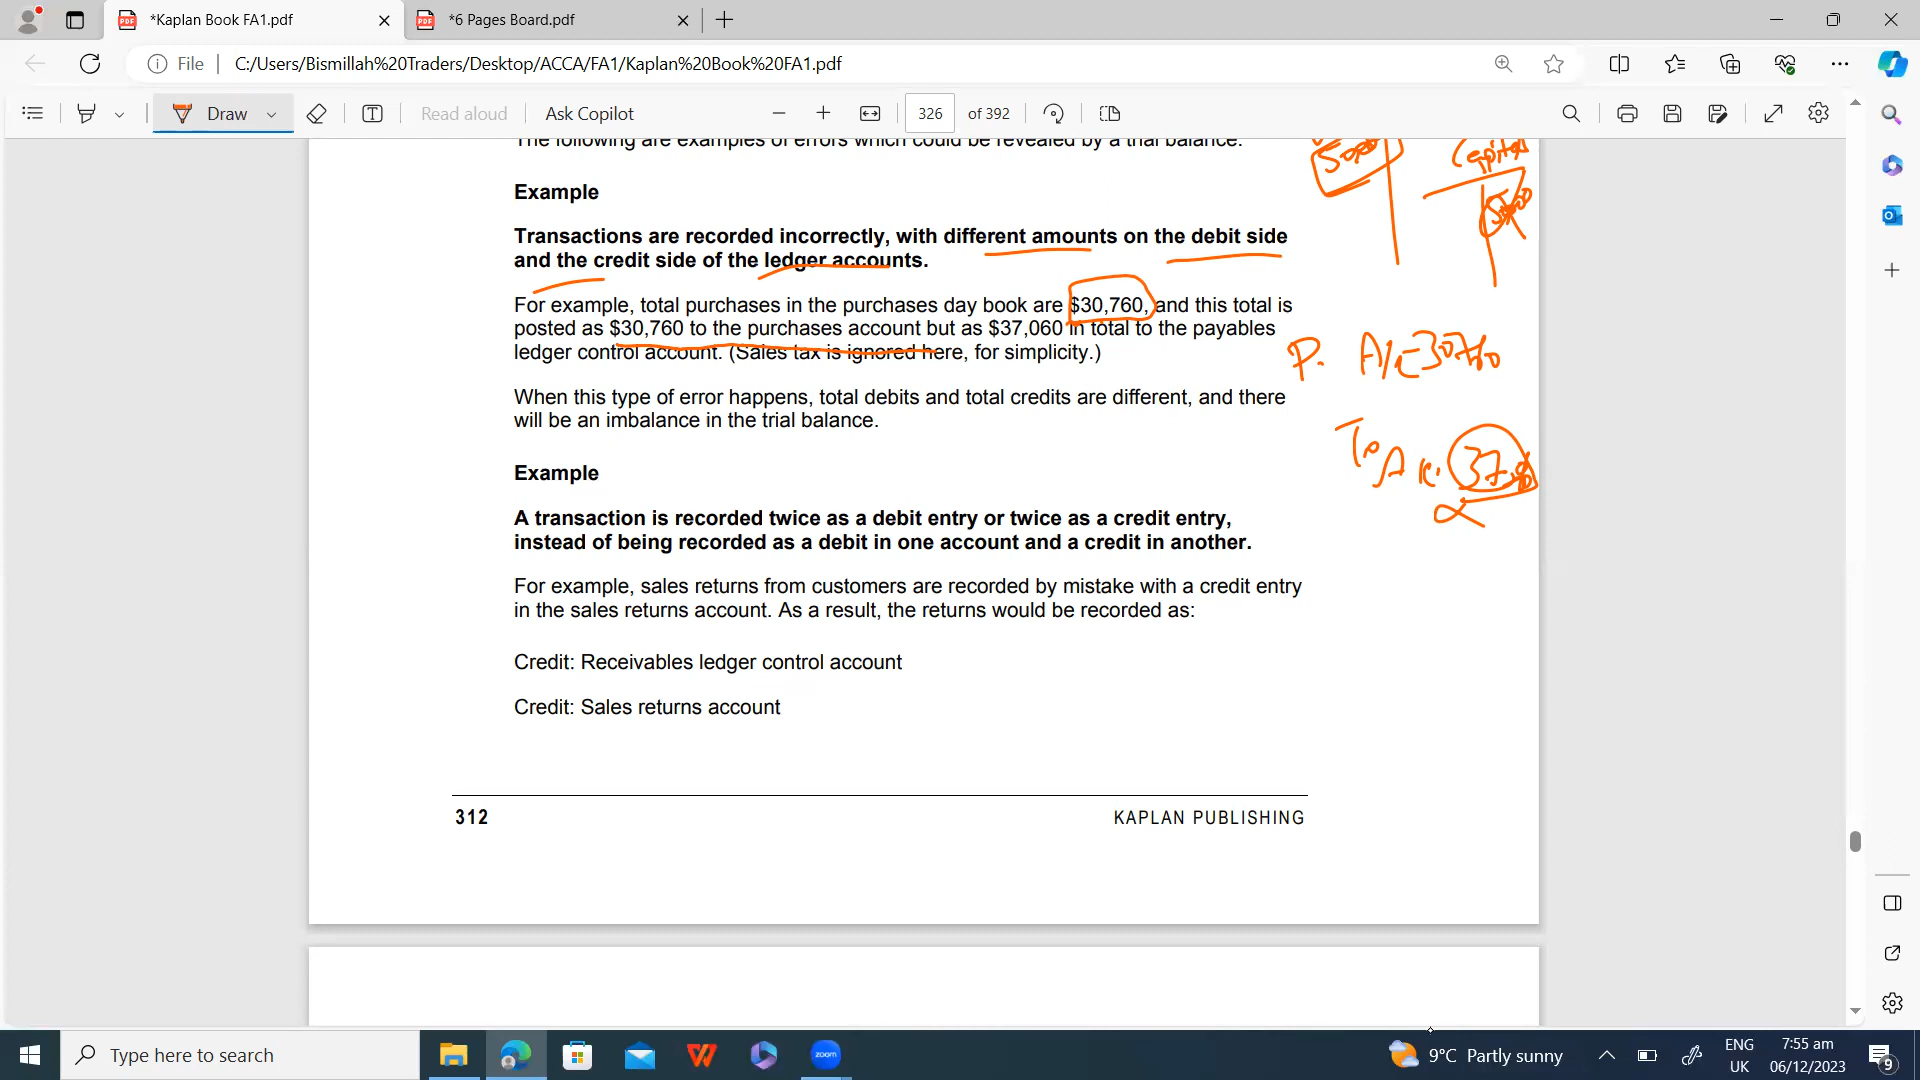 *Kaplan Book FA1.pdf
*6 Pages Board.pdf
File
C:/Users/Bismillah%20Traders/Desktop/ACCA/FA1/Kaplan%20Book%20FA1.pdf
Draw
Read aloud
Ask Copilot
326 of 392
The following are examples of errors which could be revealed by a trial balance.
Example
Transactions are recorded incorrectly, with different amounts on the debit side
and the credit side of the ledger accounts.
For example, total purchases in the purchases day book are $30,760, and this total is
posted as $30,760 to the purchases account but as $37,060 in total to the payables
ledger control account. (Sales tax is ignored here, for simplicity.)
When this type of error happens, total debits and total credits are different, and there
will be an imbalance in the trial balance.
Example
A transaction is recorded twice as a debit entry or twice as a credit entry,
instead of being recorded as a debit in one account and a credit in another.
For example, sales returns from customers are recorded by mistake with a credit entry
in the sales returns account. As a result, the returns would be recorded as:
Credit: Receivables ledger control account
Credit: Sales returns account
312
KAPLAN PUBLISHING
Capital
P. A/c 30760
To
Type here to search
zoom
9°C Partly sunny
ENG
UK
7:55 am
06/12/2023
9